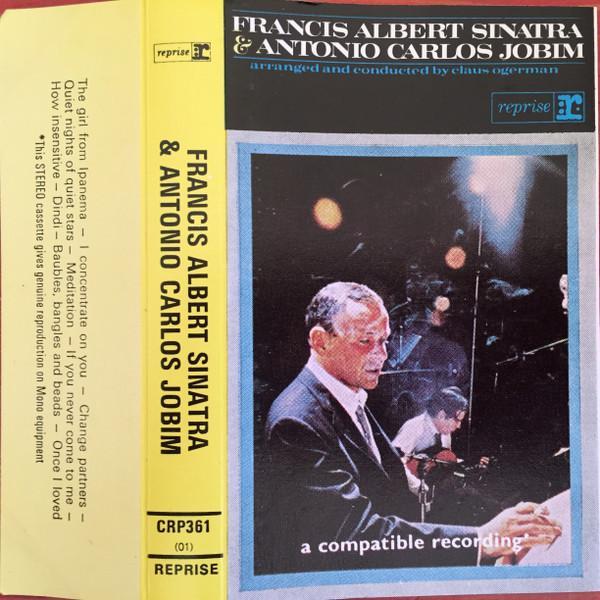 The girl from Ipanema – I concentrate on you – Change partners –
Quiet nights of quiet stars – Meditation – If you never come to me –
How insensitive – Dindi – Baubles, bangles and beads – Once I loved
*This STEREO cassette gives genuine reproduction on Mono equipment
reprise r:
FRANCIS ALBERT SINATRA
& ANTONIO CARLOS JOBIM
CRP361
(01)
REPRISE
FRANCIS ALBERT SINATRA
& ANTONIO CARLOS JOBIM
arranged and conducted by claus ogerman
reprise r:
a compatible recording*